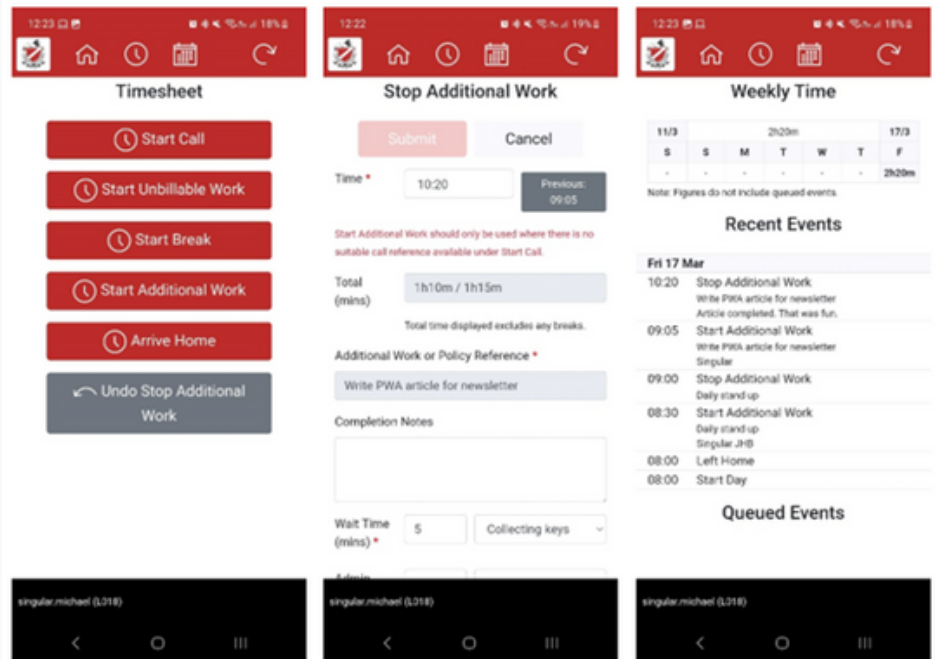 12:23
18%
Timesheet
Start Call
Start Unbillable Work
Start Break
Start Additional Work
Arrive Home
Undo Stop Additional
Work
singular.michael (L018)
12:22
19%
Stop Additional Work
Submit
Cancel
Time *
10:20
Previous:
09:05
Start Additional Work should only be used where there is no
suitable call reference available under Start Call.
Total
(mins)
1h10m / 1h15m
Total time displayed excludes any breaks.
Additional Work or Policy Reference *
Write PWA article for newsletter
Completion Notes
Wait Time
(mins) *
5
Collecting keys
Admin
singular.michael (L018)
12:23
18%
Weekly Time
11/3 2h20m 17/3
S S M T W T F
- - - - - - 2h20m
Note: Figures do not include queued events.
Recent Events
Fri 17 Mar
10:20 Stop Additional Work
Write PWA article for newsletter
Article completed. That was fun.
09:05 Start Additional Work
Write PWA article for newsletter
Singular
09:00 Stop Additional Work
Daily stand up
08:30 Start Additional Work
Daily stand up
Singular JHB
08:00 Left Home
08:00 Start Day
Queued Events
singular.michael (L018)